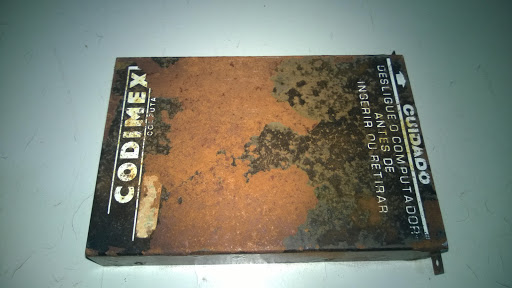 CODIMEX
CUIDADO
DESLIGUE O COMPUTADOR
ANTES DE
INSERIR OU RETIRAR